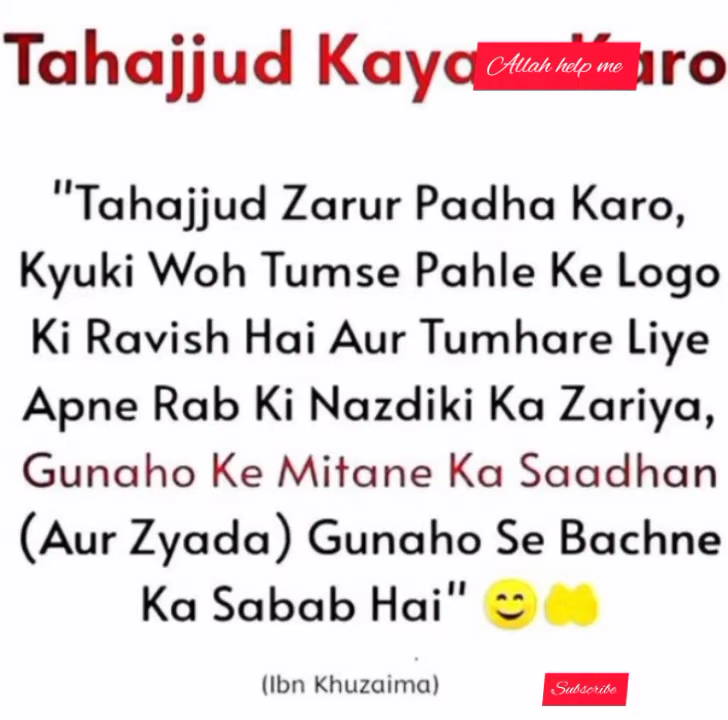 Tahajjud Karo
Allah help me
"Tahajjud Zarur Padha Karo,
Kyuki Woh Tumse Pahle Ke Logo
Ki Ravish Hai Aur Tumhare Liye
Apne Rab Ki Nazdiki Ka Zariya,
Gunaho Ke Mitane Ka Saadhan
(Aur Zyada) Gunaho Se Bachne
Ka Sabab Hai" 😊🤲
(Ibn Khuzaima)
Subscribe